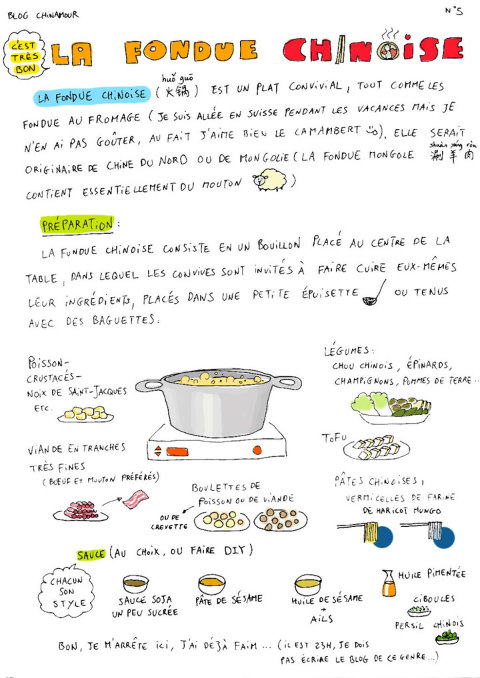 BLOG CHINAMOUR
N°5
C'EST TRÈS BON
LA FONDUE CHINOISE
huǒ guō
LA FONDUE CHINOISE (火鍋) EST UN PLAT CONVIVIAL, TOUT COMME LES
FONDUE AU FROMAGE (JE SUIS ALLÉE EN SUISSE PENDANT LES VACANCES MAIS JE
N'EN AI PAS GOÛTER, AU FAIT J'AIME BIEU LE CAMAMBERT), ELLE SERAIT
ORIGINAIRE DE CHINE DU NORD OU DE MONGOLIE (LA FONDUE MONGOLE 涮羊肉
shuàn yáng ròu
CONTIENT ESSENTIELLEMENT DU MOUTON)
PRÉPARATION:
LA FONDUE CHINOISE CONSISTE EN UN BOUILLON PLACÉ AU CENTRE DE LA
TABLE, DANS LEQUEL LES CONVIVES SONT INVITÉS À FAIRE CUIRE EUX-MÊMES
LEUR INGRÉDIENTS, PLACÉS DANS UNE PETITE ÉPUISETTE OU TENUS
AVEC DES BAGUETTES.
POISSON-
CRUSTACÉS-
NOIX DE SAINT-JACQUES
ETC.
LÉGUMES:
CHOU CHINOIS, ÉPINARDS,
CHAMPIGNONS, POMMES DE TERRE...
TOFU
VIANDE EN TRANCHES
TRÈS FINES
(BŒUF ET MOUTON PRÉFÉRÉS)
BOULETTES DE
POISSON OU DE VIANDE
OU DE
CREVETTE
PÂTES CHINOISES,
VERMICELLES DE FARINE
DE HARICOT MUNGO
SAUCE (AU CHOIX, OU FAIRE DIY)
CHACUN
SON
STYLE
SAUCE SOJA
UN PEU SUCRÉE
PÂTE DE SÉSAME
HUILE DE SÉSAME
+
AILS
HUILE PIMENTÉE
CIBOULES
PERSIL CHINOIS
BON, JE M'ARRÊTE ICI, J'AI DÉJÀ FAIM... (IL EST 23H, JE DOIS
PAS ÉCRIRE LE BLOG DE CE GENRE...)